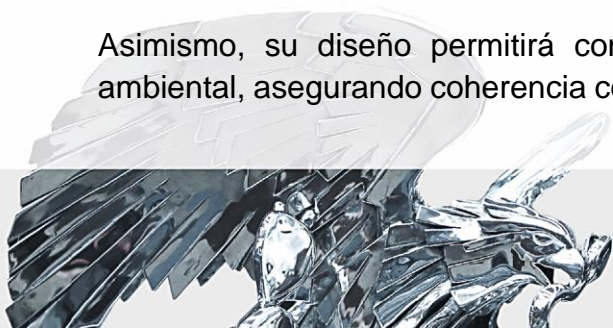 Asimismo, su diseño permitirá
ambiental, asegurando coherencia